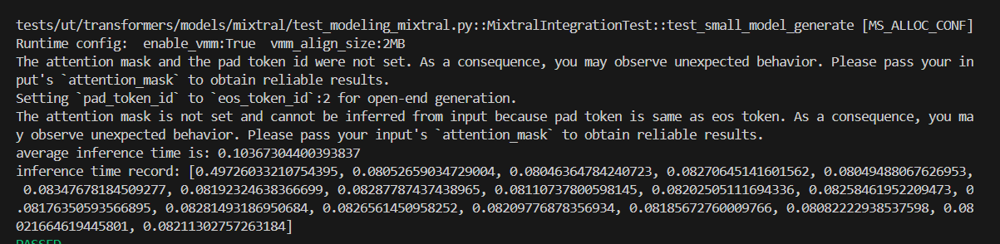 tests/ut/transformers/models/mixtral/test_modeling_mixtral.py::MixtralIntegrationTest::test_small_model_generate [MS_ALLOC_CONF]
Runtime config:  enable_vmm:True  vmm_align_size:2MB
The attention mask and the pad token id were not set. As a consequence, you may observe unexpected behavior. Please pass your in
put's `attention_mask` to obtain reliable results.
Setting `pad_token_id` to `eos_token_id`:2 for open-end generation.
The attention mask is not set and cannot be inferred from input because pad token is same as eos token. As a consequence, you ma
y observe unexpected behavior. Please pass your input's `attention_mask` to obtain reliable results.
average inference time is: 0.10367304400393837
inference time record: [0.49726033210754395, 0.08052659034729004, 0.08046364784240723, 0.08270645141601562, 0.08049488067626953,
 0.08347678184509277, 0.08192324638366699, 0.08287787437438965, 0.08110737800598145, 0.08202505111694336, 0.08258461952209473, 0
.08176350593566895, 0.08281493186950684, 0.0826561450958252, 0.08209776878356934, 0.08185672760009766, 0.08082222938537598, 0.08
021664619445801, 0.08211302757263184]
PASSED